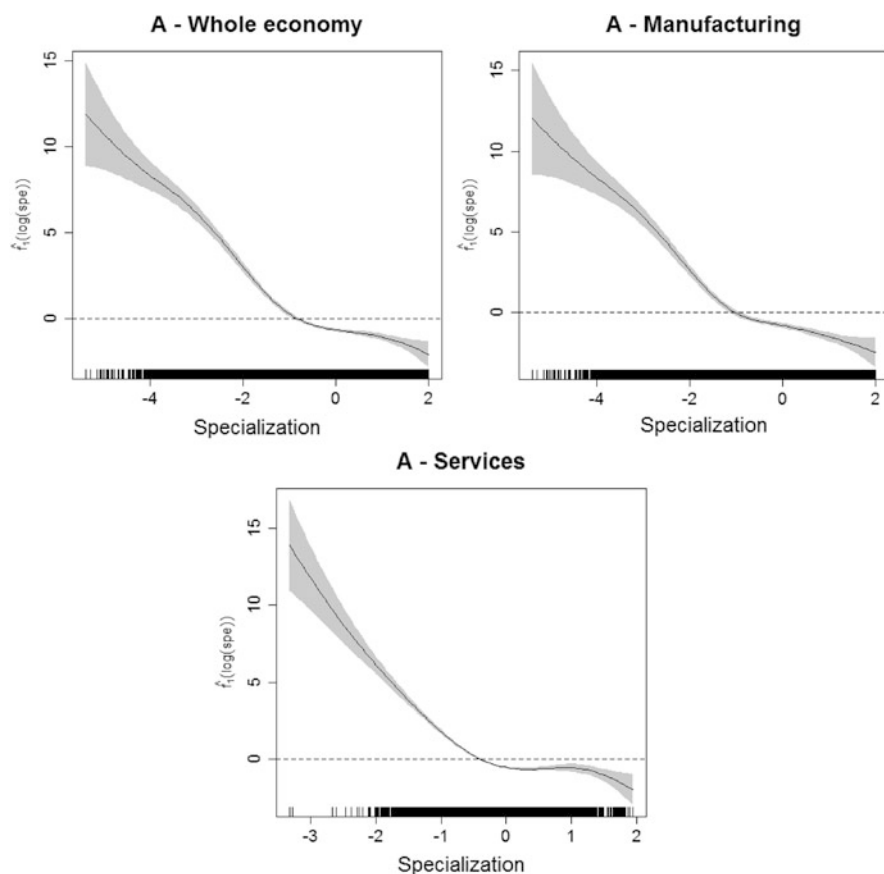 A - Whole economy
15
10
5
0
f̂₁(log(spe))
-4
-2
0
2
Specialization
A - Manufacturing
15
10
5
0
f̂₁(log(spe))
-4
-2
0
2
Specialization
A - Services
15
10
5
0
f̂₁(log(spe))
-3
-2
-1
0
1
2
Specialization